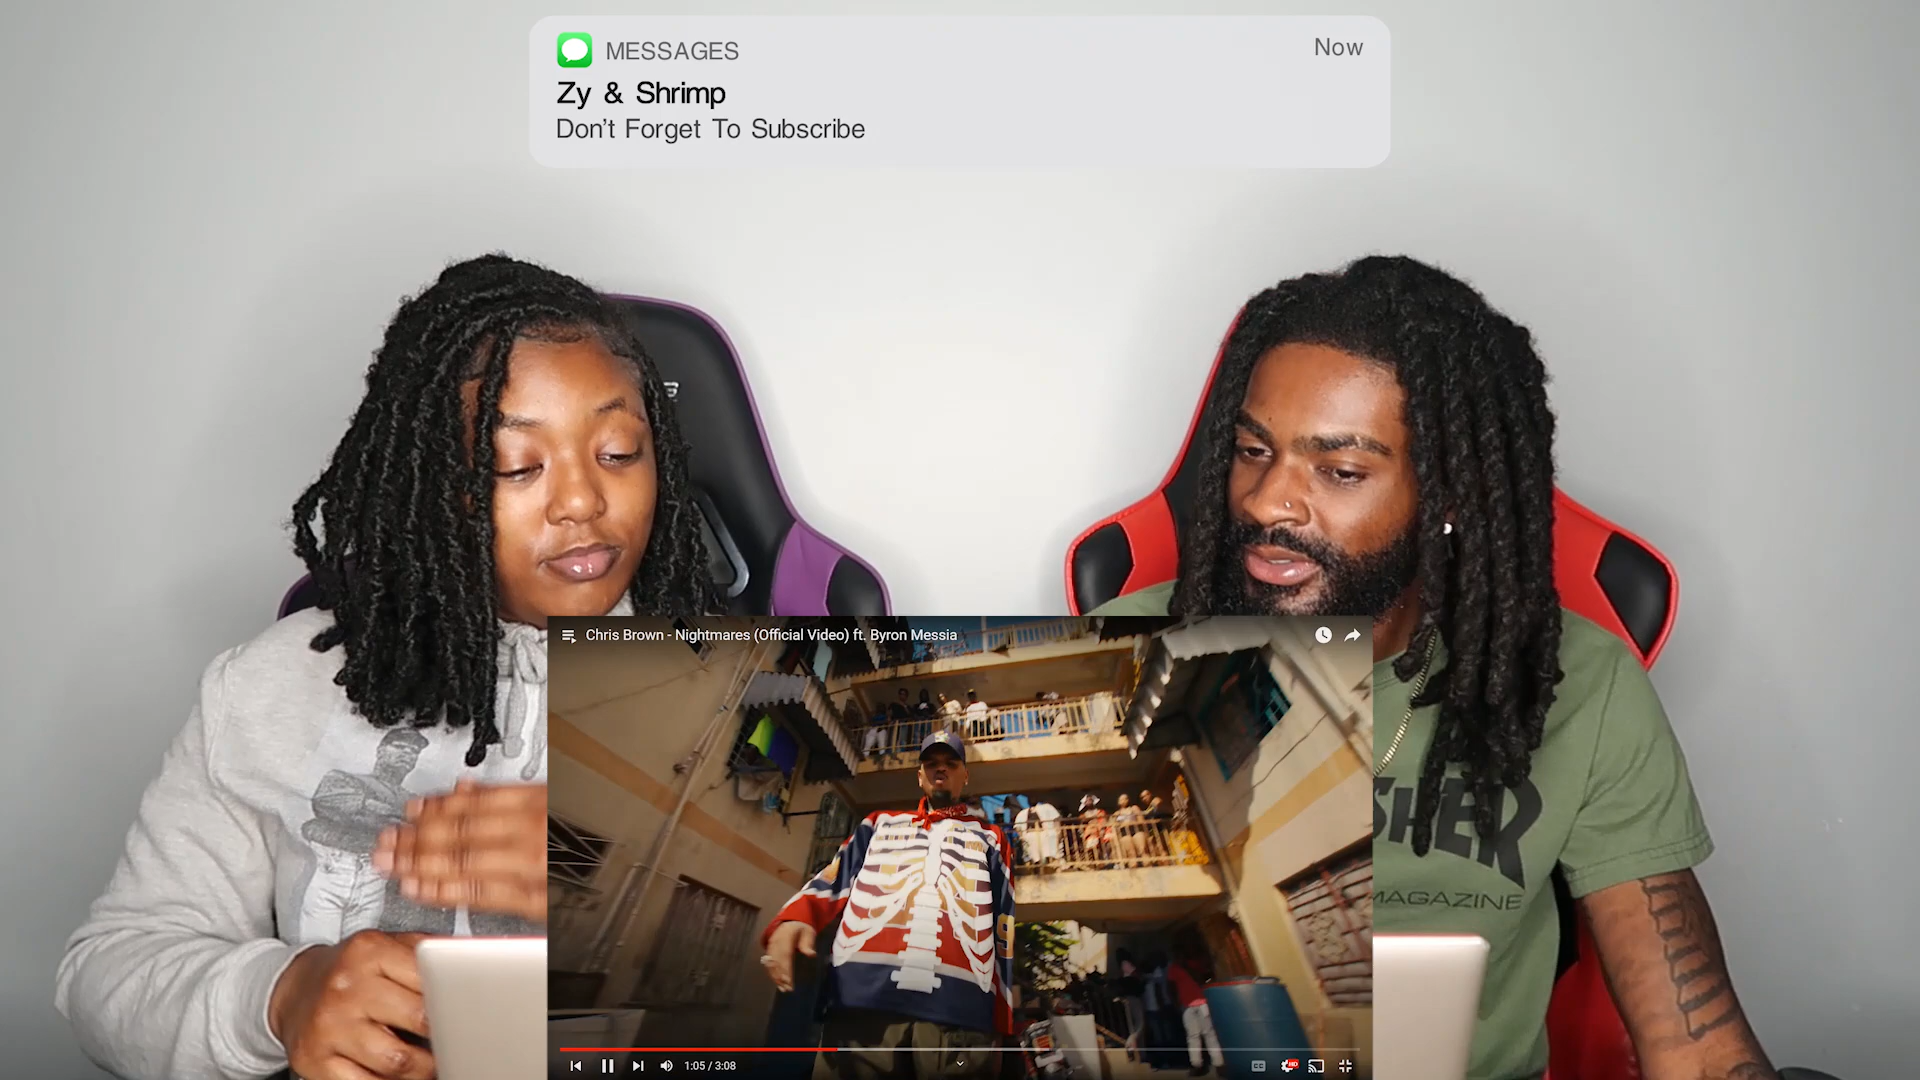 MESSAGES
Now
Zy & Shrimp
Don't Forget To Subscribe
Chris Brown - Nightmares (Official Video) ft. Byron Messia
MAGAZINE
1:05 / 3:08